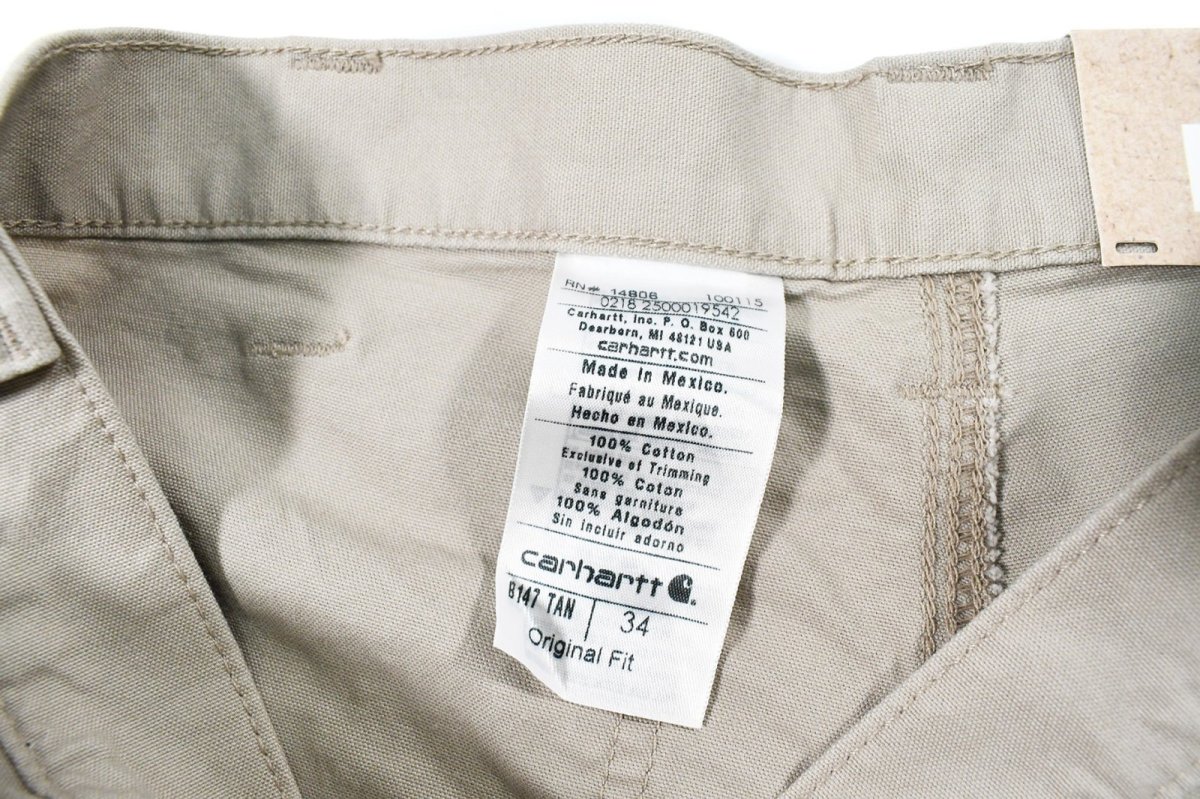 RN# 14806 100115
0218 2500019542
Carhartt, Inc. P. O. Box 600
Dearborn, MI 48121 USA
carhartt.com
Made in Mexico.
Fabriqué au Mexique.
Hecho en Mexico.
100% Cotton
Exclusive of Trimming
100% Coton
Sans garniture
100% Algodón
Sin incluir adorno
carhartt
B147 TAN 34
Original Fit